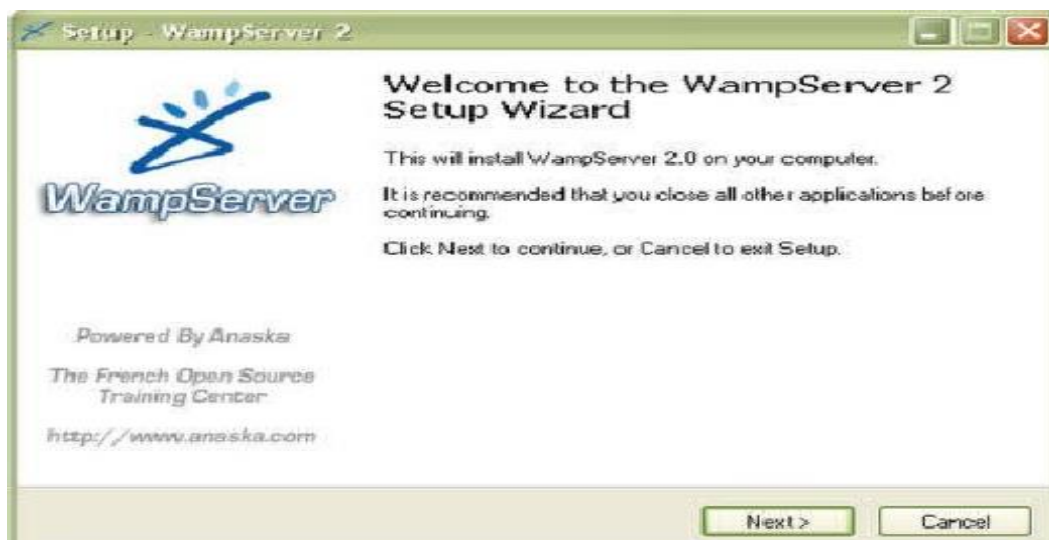 Setup - WampServer 2
Welcome to the WampServer 2
Setup Wizard
This will install WampServer 2.0 on your computer.
It is recommended that you close all other applications before
continuing.
Click Next to continue, or Cancel to exit Setup.
WampServer
Powered By Anaska
The French Open Source
Training Center
http://www.anaska.com
Next >
Cancel